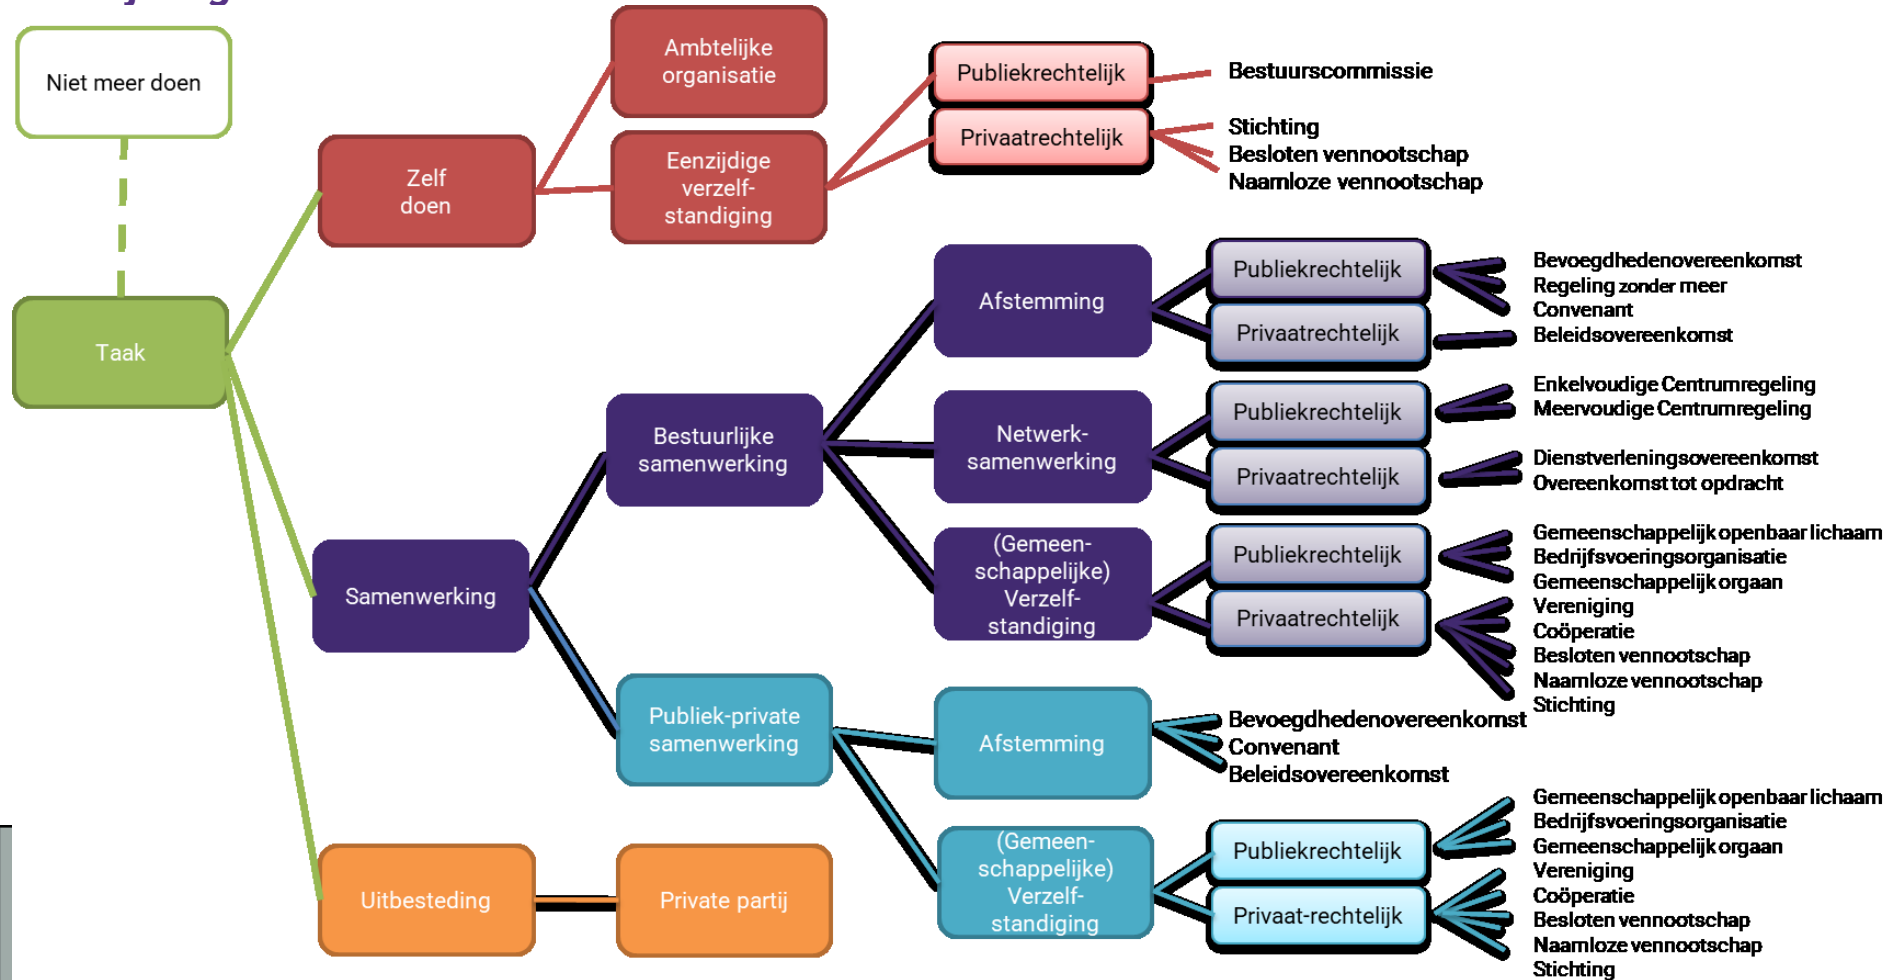 Niet meer doen
Taak
Zelf
doen
Samenwerking
Uitbesteding
Ambtelijke
organisatie
Eenzijdige
verzelf-
standiging
Bestuurlijke
samenwerking
Publiek-private
samenwerking
Private partij
Publiekrechtelijk
Privaatrechtelijk
Bestuurscommissie
Stichting
Besloten vennootschap
Naamloze vennootschap
Afstemming
Publiekrechtelijk
Privaatrechtelijk
Bevoegdhedenovereenkomst
Regeling zonder meer
Convenant
Beleidsovereenkomst
Netwerk-
samenwerking
Publiekrechtelijk
Privaatrechtelijk
Enkelvoudige Centrumregeling
Meervoudige Centrumregeling
Dienstverleningsovereenkomst
Overeenkomst tot opdracht
(Gemeen-
schappelijke)
Verzelf-
standiging
Publiekrechtelijk
Privaatrechtelijk
Gemeenschappelijk openbaar lichaam
Bedrijfsvoeringsorganisatie
Gemeenschappelijk orgaan
Vereniging
Coöperatie
Besloten vennootschap
Naamloze vennootschap
Stichting
Afstemming
Bevoegdhedenovereenkomst
Convenant
Beleidsovereenkomst
(Gemeen-
schappelijke)
Verzelf-
standiging
Publiekrechtelijk
Privaat-rechtelijk
Gemeenschappelijk openbaar lichaam
Bedrijfsvoeringsorganisatie
Gemeenschappelijk orgaan
Vereniging
Coöperatie
Besloten vennootschap
Naamloze vennootschap
Stichting